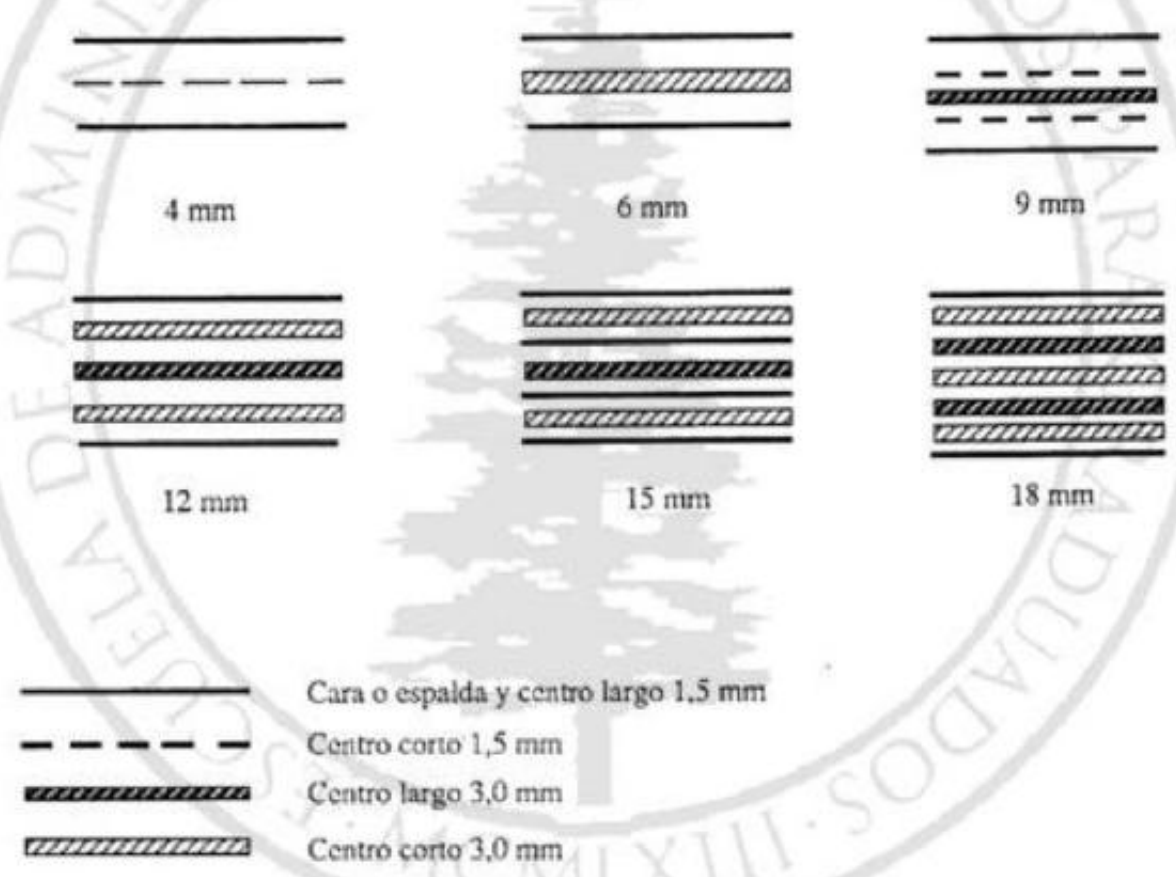 4 mm
6 mm
9 mm
12 mm
15 mm
18 mm
Cara o espalda y centro largo 1,5 mm
Centro corto 1,5 mm
Centro largo 3,0 mm
Centro corto 3,0 mm